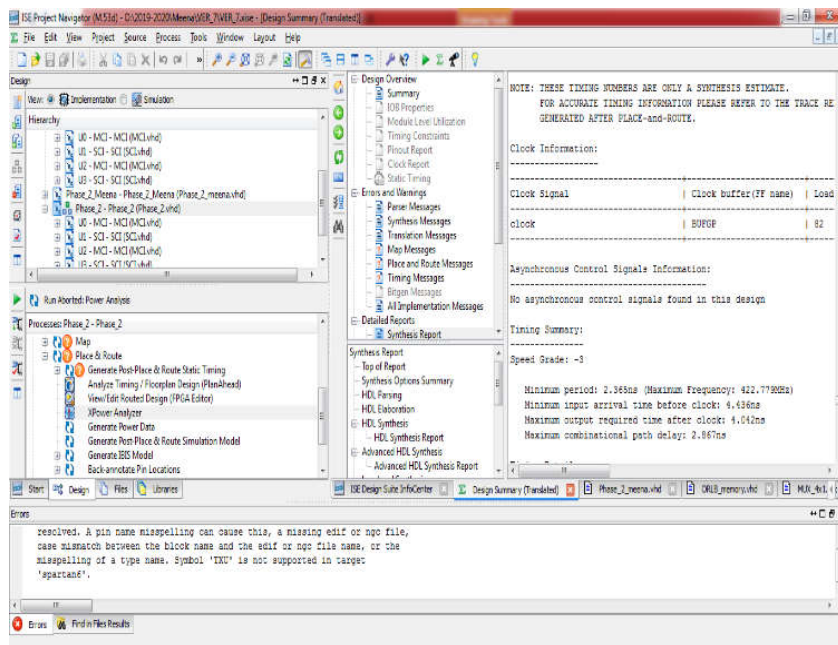 ISE Project Navigator (M.53d) - O:\2019-2020\Meena\VER_7\VER_7.xise - [Design Summary (Translated)]
File Edit View Project Source Process Tools Window Layout Help
Design
View: Implementation Simulation
Hierarchy
U0 - MCI - MCI (MCI.vhd)
U1 - SCI - SCI (SCI.vhd)
U2 - MCI - MCI (MCI.vhd)
U3 - SCI - SCI (SCI.vhd)
Phase_2_Meena - Phase_2_Meena (Phase_2_meena.vhd)
Phase_2 - Phase_2 (Phase_2.vhd)
U0 - MCI - MCI (MCI.vhd)
U1 - SCI - SCI (SCI.vhd)
U2 - MCI - MCI (MCI.vhd)
U3 - SCI - SCI (SCI.vhd)
Run Aborted: Power Analysis
Processes: Phase_2 - Phase_2
Map
Place & Route
Generate Post-Place & Route Static Timing
Analyze Timing / Floorplan Design (PlanAhead)
View/Edit Routed Design (FPGA Editor)
XPower Analyzer
Generate Power Data
Generate Post-Place & Route Simulation Model
Generate IBIS Model
Back-annotate Pin Locations
Start Design Files Libraries
Design Overview
Summary
IOB Properties
Module Level Utilization
Timing Constraints
Pinout Report
Clock Report
Static Timing
Errors and Warnings
Parser Messages
Synthesis Messages
Translation Messages
Map Messages
Place and Route Messages
Timing Messages
Bitgen Messages
All Implementation Messages
Detailed Reports
Synthesis Report
Synthesis Report
Top of Report
Synthesis Options Summary
HDL Parsing
HDL Elaboration
HDL Synthesis
HDL Synthesis Report
Advanced HDL Synthesis
Advanced HDL Synthesis Report
NOTE: THESE TIMING NUMBERS ARE ONLY A SYNTHESIS ESTIMATE.
FOR ACCURATE TIMING INFORMATION PLEASE REFER TO THE TRACE RE
GENERATED AFTER PLACE-and-ROUTE.
Clock Information:
------------------
Clock Signal | Clock buffer(FF name) | Load
clock | BUFGP | 82
Asynchronous Control Signals Information:
----------------------------------------
No asynchronous control signals found in this design
Timing Summary:
---------------
Speed Grade: -3
Minimum period: 2.365ns (Maximum Frequency: 422.779MHz)
Minimum input arrival time before clock: 4.436ns
Maximum output required time after clock: 4.042ns
Maximum combinational path delay: 2.867ns
ISE Design Suite InfoCenter Design Summary (Translated) Phase_2_meena.vhd ORLB_menory.vhd MUX_4x1.
Errors
resolved. A pin name misspelling can cause this, a missing edif or ngc file,
case mismatch between the block name and the edif or ngc file name, or the
misspelling of a type name. Symbol 'TXU' is not supported in target
'spartan6'.
Errors Find in Files Results